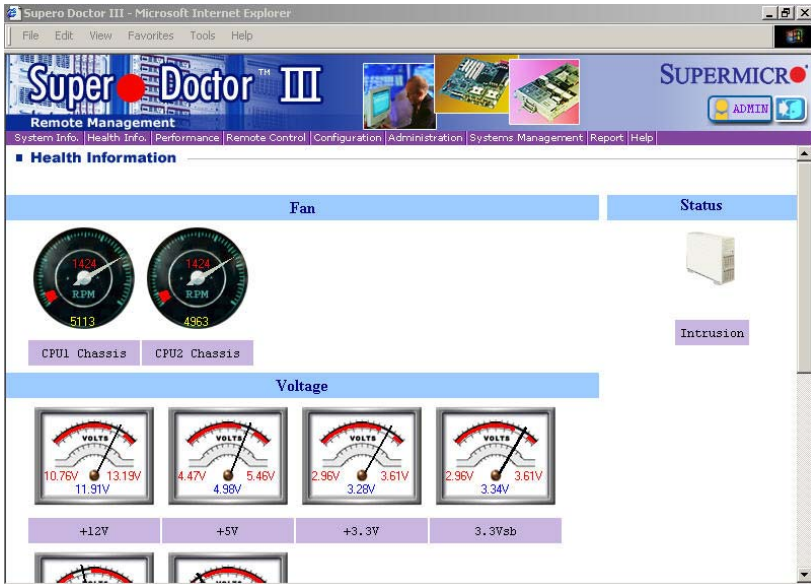 Supero Doctor III - Microsoft Internet Explorer
File Edit View Favorites Tools Help
Super Doctor™ III
SUPERMICR
Remote Management
ADMIN
System Info. Health Info. Performance Remote Control Configuration Administration Systems Management Report Help
Health Information
Fan
Status
1424
RPM
5113
1424
RPM
4963
CPU1 Chassis
CPU2 Chassis
Intrusion
Voltage
VOLTS
10.76V 13.19V
11.91V
VOLTS
4.47V 5.46V
4.98V
VOLTS
2.96V 3.61V
3.28V
VOLTS
2.96V 3.61V
3.34V
+12V
+5V
+3.3V
3.3Vsb